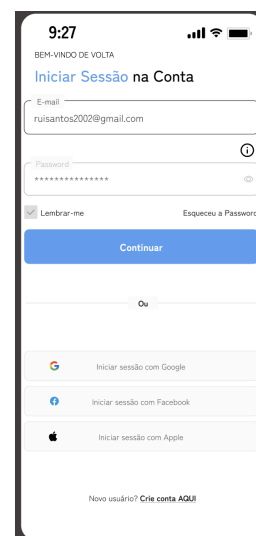 9:27
BEM-VINDO DE VOLTA
Iniciar Sessão na Conta
E-mail
ruisantos2002@gmail.com
Password
***************
Lembrar-me Esqueceu a Password
Continuar
Ou
Iniciar sessão com Google
Iniciar sessão com Facebook
Iniciar sessão com Apple
Novo usuário? Crie conta AQUI